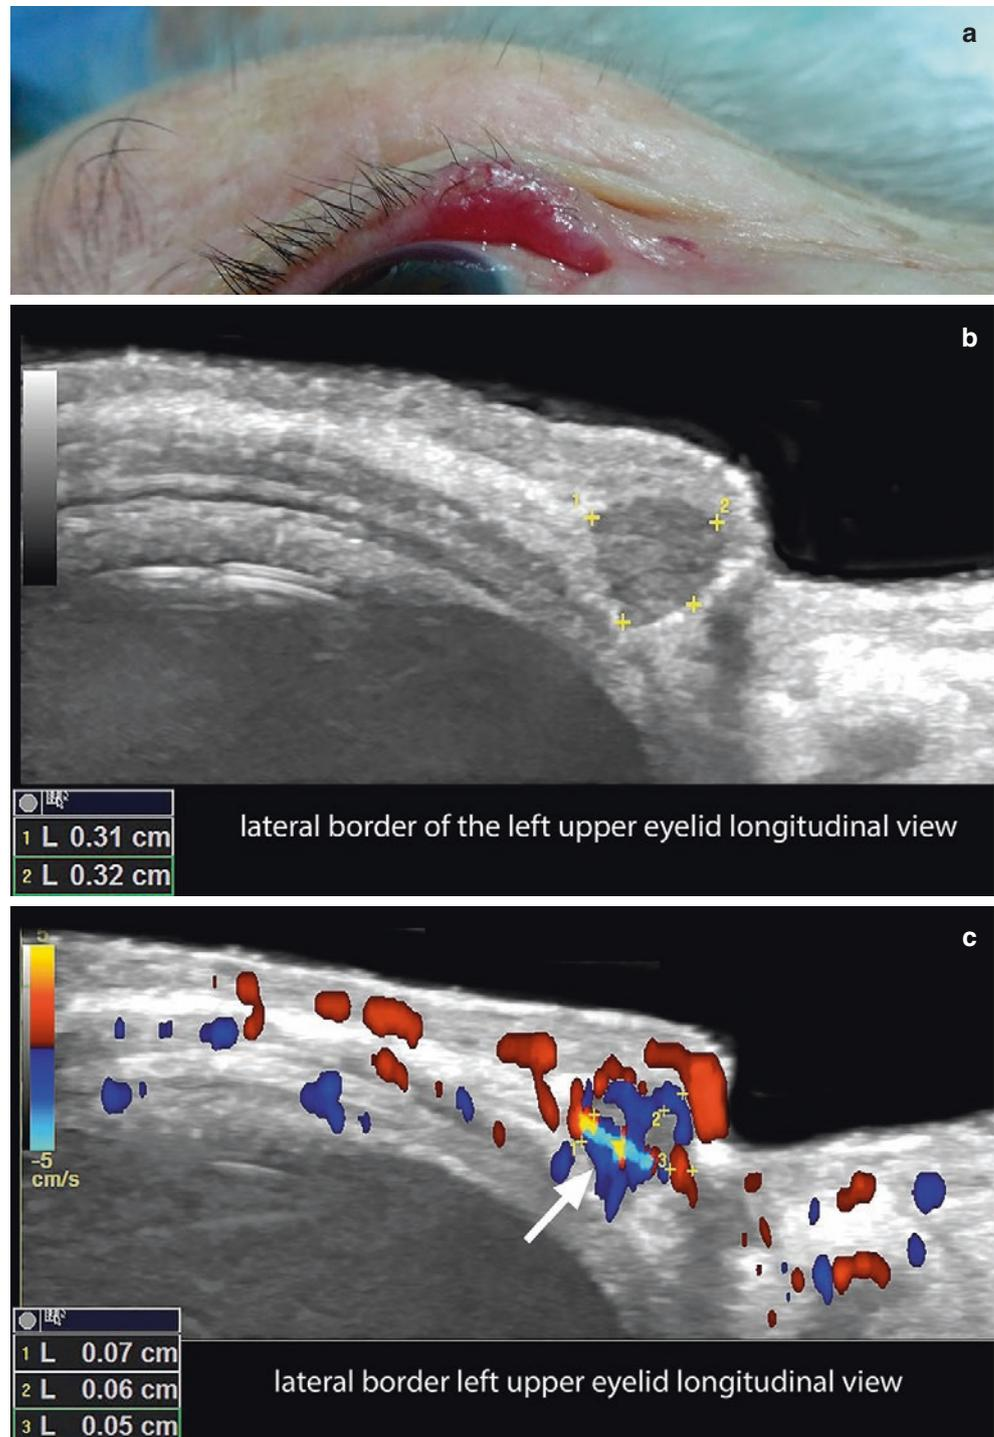 a
b
1
2
1 L 0.31 cm
2 L 0.32 cm
lateral border of the left upper eyelid longitudinal view
c
5
-5
cm/s
2
3
1 L 0.07 cm
2 L 0.06 cm
3 L 0.05 cm
lateral border left upper eyelid longitudinal view